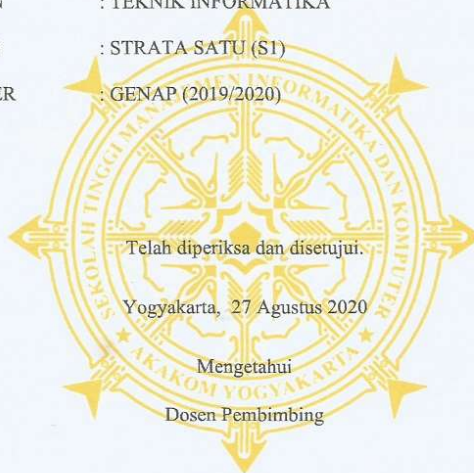 N : TEKNIK INFORMATIKA
: STRATA SATU (S1)
ER : GENAP (2019/2020)
SEKOLAH TINGGI MANAJEMEN INFORMATIKA DAN KOMPUTER
Telah diperiksa dan disetujui.
Yogyakarta, 27 Agustus 2020
Mengetahui
★ AKAKOM YOGYAKARTA ★
Dosen Pembimbing